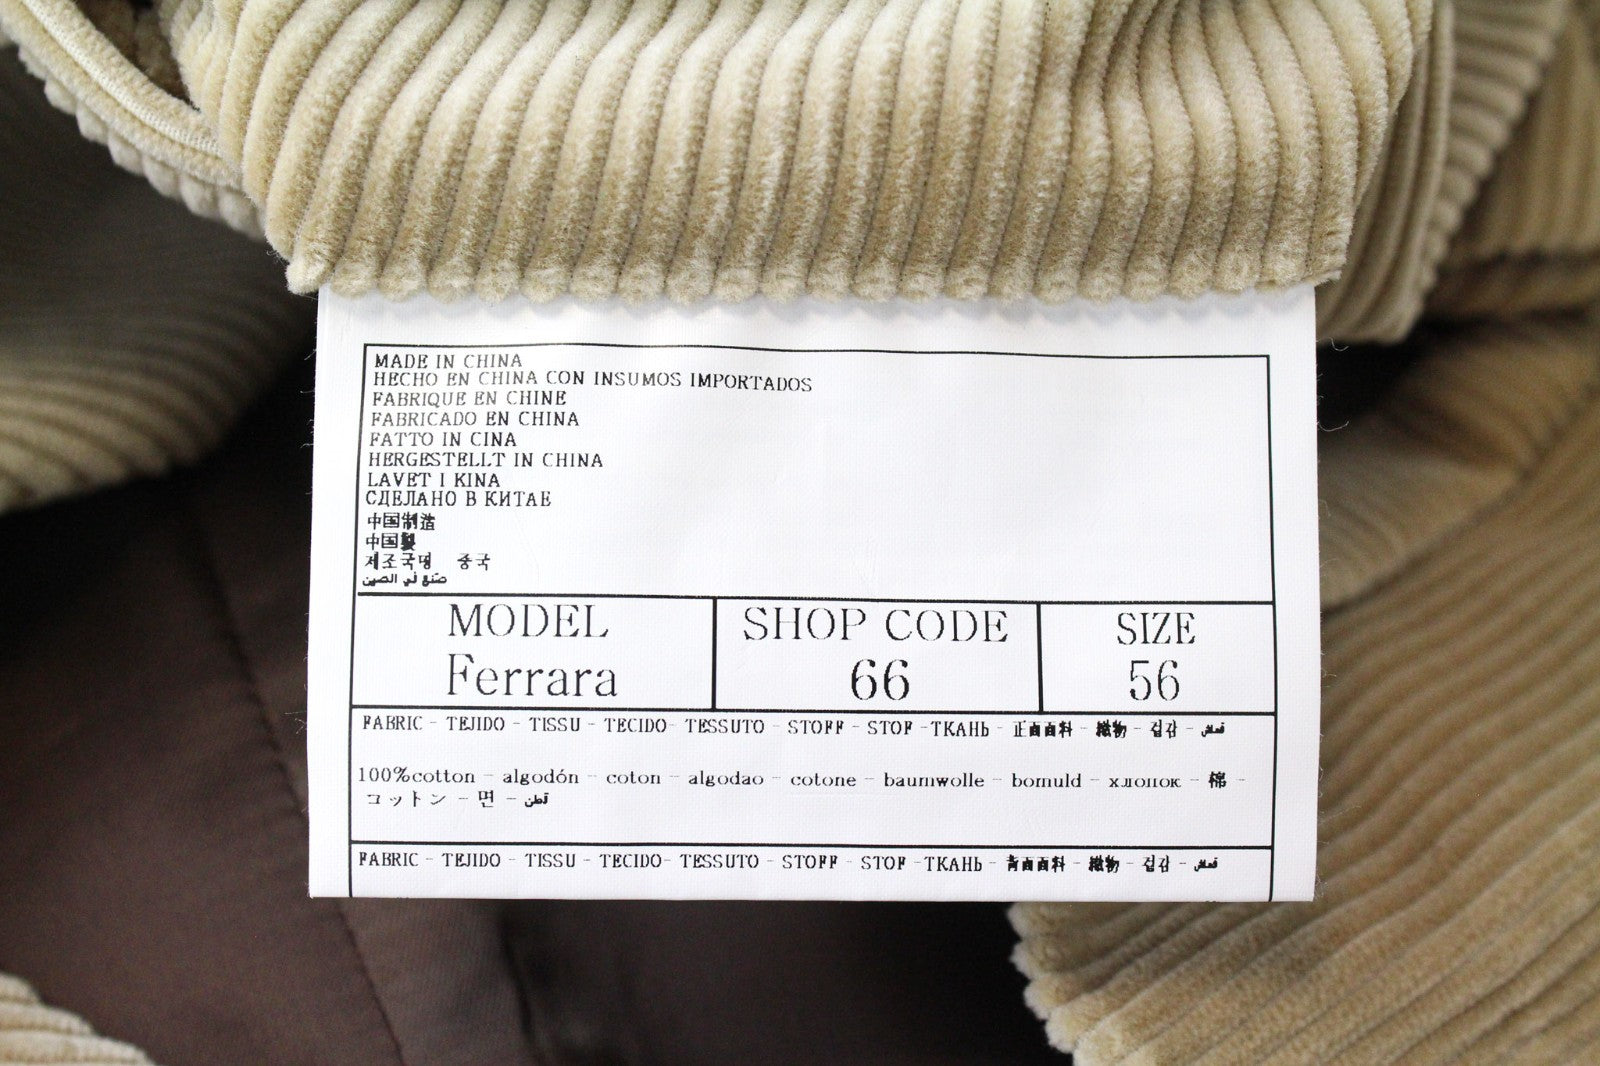 MADE IN CHINA
HECHO EN CHINA CON INSUMOS IMPORTADOS
FABRIQUE EN CHINE
FABRICADO EN CHINA
FATTO IN CINA
HERGESTELLT IN CHINA
LAVET I KINA
СДЕЛАНО В КИТАЕ
中国制造
中国製
제조국명 중국
صنع في الصين
MODEL SHOP CODE SIZE
Ferrara 66 56
FABRIC - TEJIDO - TISSU - TECIDO- TESSUTO - STOFF - STOF -ТКАНЬ - 正面面料 - 織物 - 겉감 - قماش
100%cotton - algodón - coton - algodao - cotone - baumwolle - bomuld - хлопок - 棉 -
コットン - 면 - قطن
FABRIC - TEJIDO - TISSU - TECIDO- TESSUTO - STOFF - STOF -ТКАНЬ - 背面面料 - 織物 - 겉감 - قماش